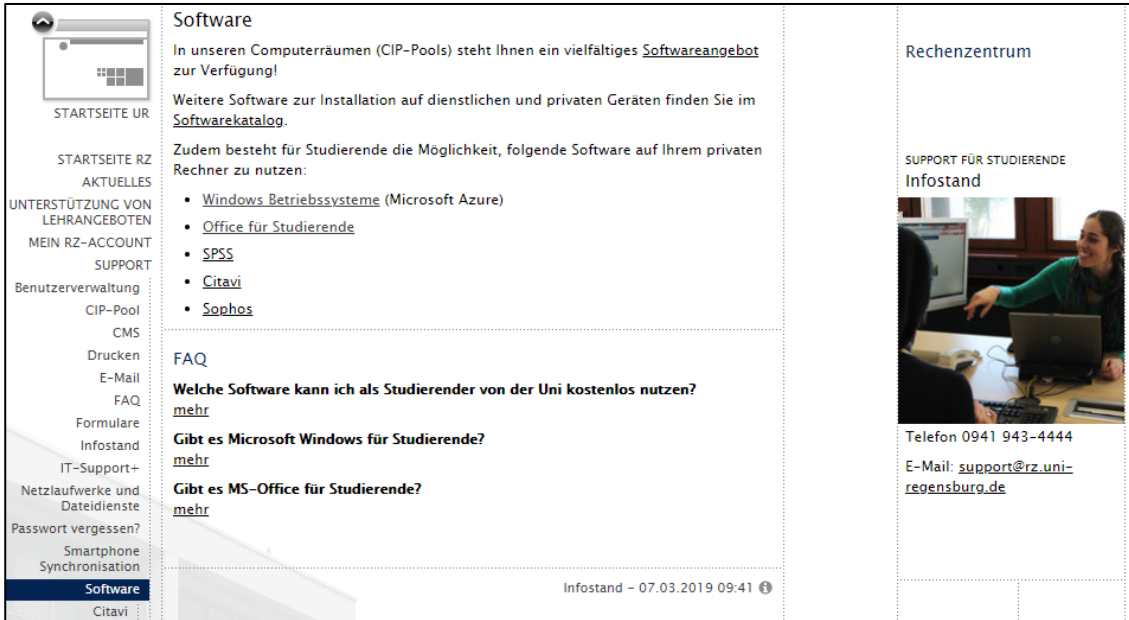 STARTSEITE UR
STARTSEITE RZ
AKTUELLES
UNTERSTÜTZUNG VON
LEHRANGEBOTEN
MEIN RZ-ACCOUNT
SUPPORT
Benutzerverwaltung
CIP-Pool
CMS
Drucken
E-Mail
FAQ
Formulare
Infostand
IT-Support+
Netzlaufwerke und
Dateidienste
Passwort vergessen?
Smartphone
Synchronisation
Software
Citavi
Software
In unseren Computerräumen (CIP-Pools) steht Ihnen ein vielfältiges Softwareangebot
zur Verfügung!
Weitere Software zur Installation auf dienstlichen und privaten Geräten finden Sie im
Softwarekatalog.
Zudem besteht für Studierende die Möglichkeit, folgende Software auf Ihrem privaten
Rechner zu nutzen:
• Windows Betriebssysteme (Microsoft Azure)
• Office für Studierende
• SPSS
• Citavi
• Sophos
FAQ
Welche Software kann ich als Studierender von der Uni kostenlos nutzen?
mehr
Gibt es Microsoft Windows für Studierende?
mehr
Gibt es MS-Office für Studierende?
mehr
Infostand - 07.03.2019 09:41
Rechenzentrum
SUPPORT FÜR STUDIERENDE
Infostand
Telefon 0941 943-4444
E-Mail: support@rz.uni-
regensburg.de